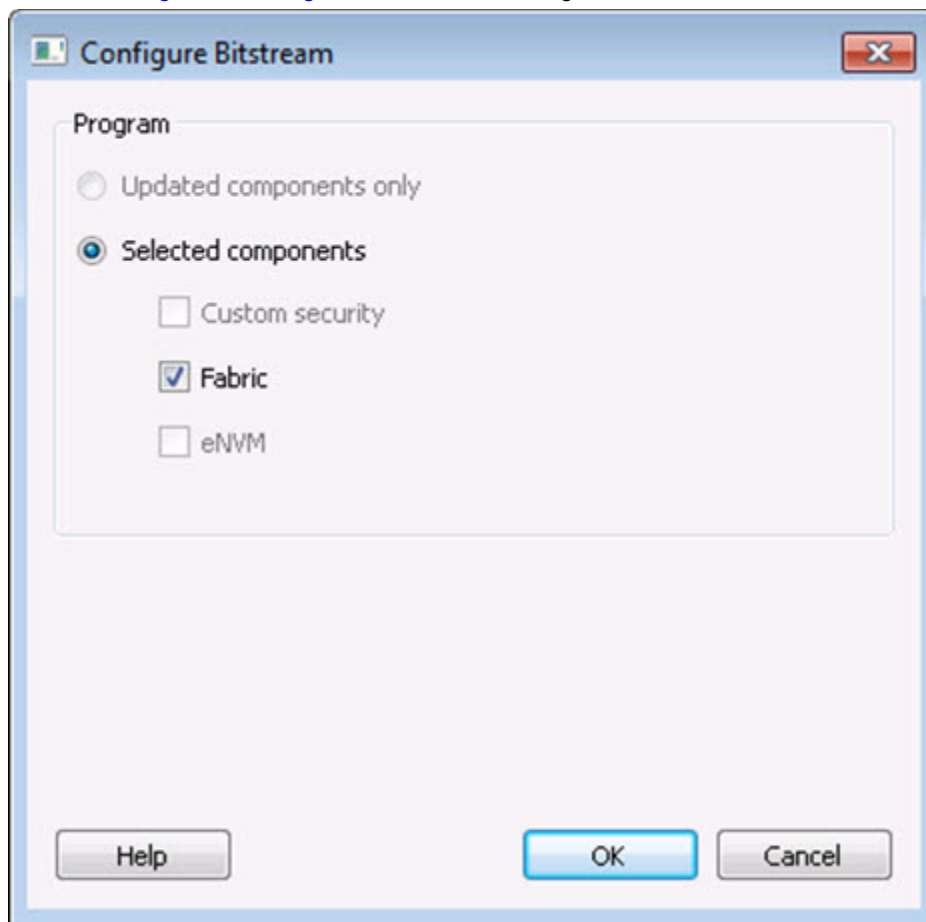 Configure Bitstream
Program
Updated components only
Selected components
Custom security
Fabric
eNVM
Help
OK
Cancel